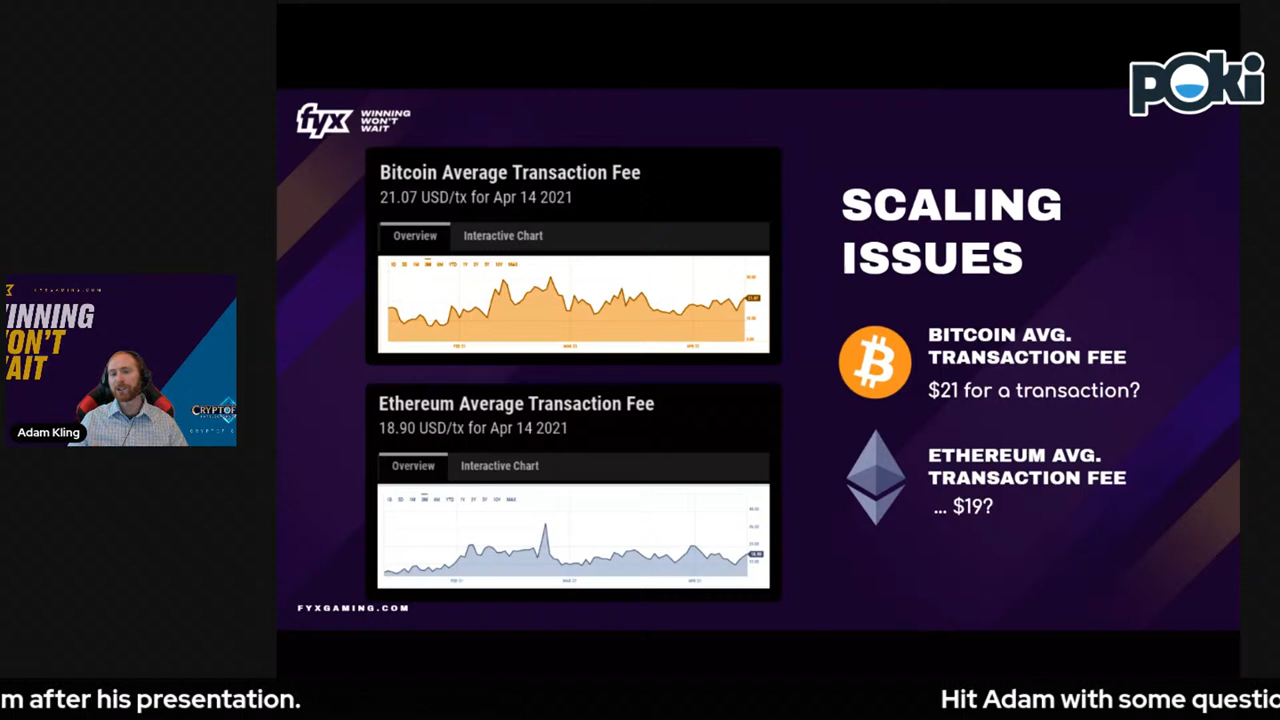 poki
fyx
WINNING
WON'T
WAIT
Bitcoin Average Transaction Fee
21.07 USD/tx for Apr 14 2021
Overview
Interactive Chart
SCALING
ISSUES
BITCOIN AVG.
TRANSACTION FEE
$21 for a transaction?
Ethereum Average Transaction Fee
18.90 USD/tx for Apr 14 2021
Overview
Interactive Chart
ETHEREUM AVG.
TRANSACTION FEE
... $19?
FYXGAMING.COM
INNING
ON'T
AIT
CRYPTOF
Adam Kling
m after his presentation.
Hit Adam with some questio